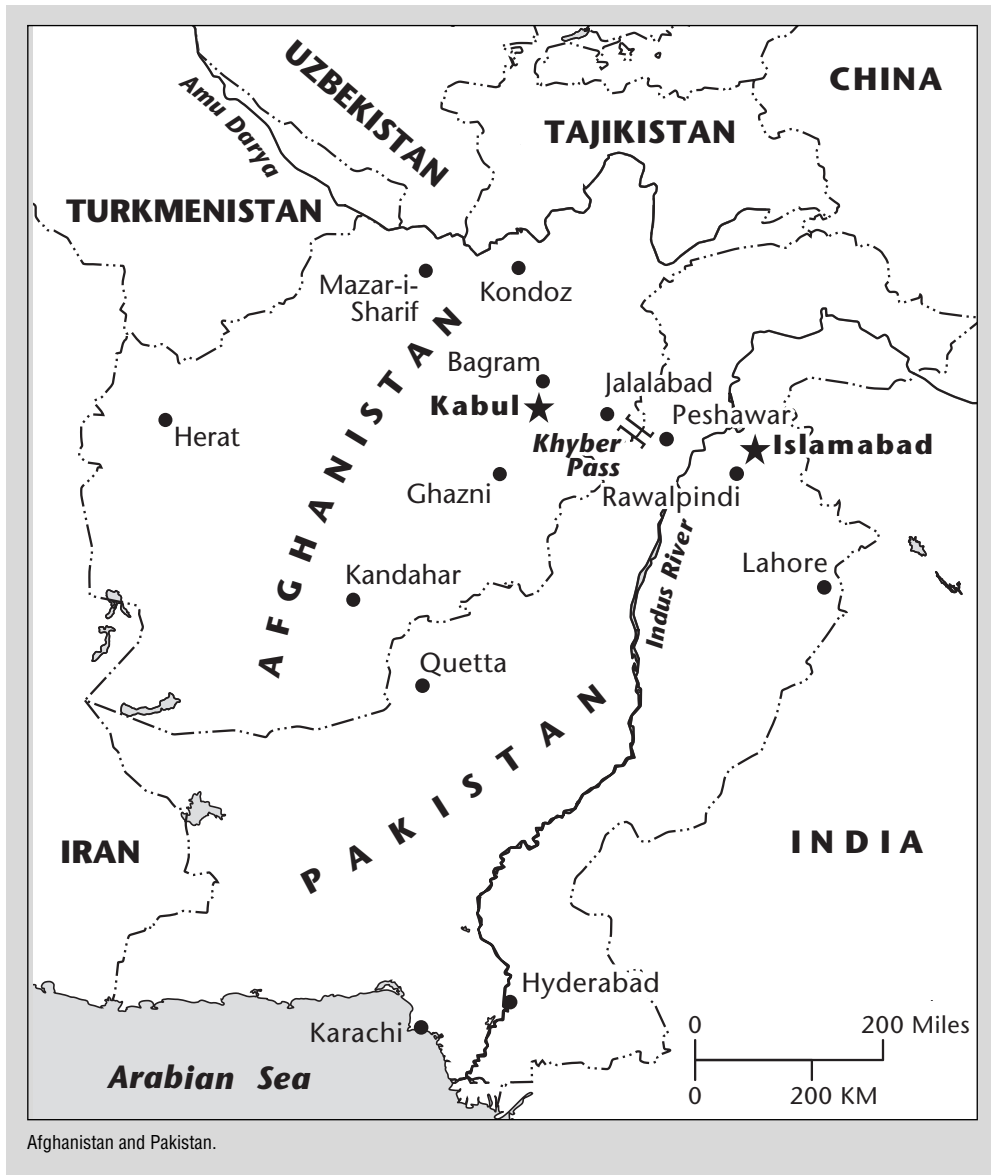 UZBEKISTAN
CHINA
Amu Darya
TAJIKISTAN
TURKMENISTAN
Mazar-i-
Sharif
Kondoz
AFGHANISTAN
Bagram
Jalalabad
Kabul
Peshawar
Khyber
Pass
Islamabad
Herat
Ghazni
Rawalpindi
Indus River
Lahore
Kandahar
Quetta
PAKISTAN
IRAN
INDIA
Hyderabad
Karachi
Arabian Sea
0 200 Miles
0 200 KM
Afghanistan and Pakistan.